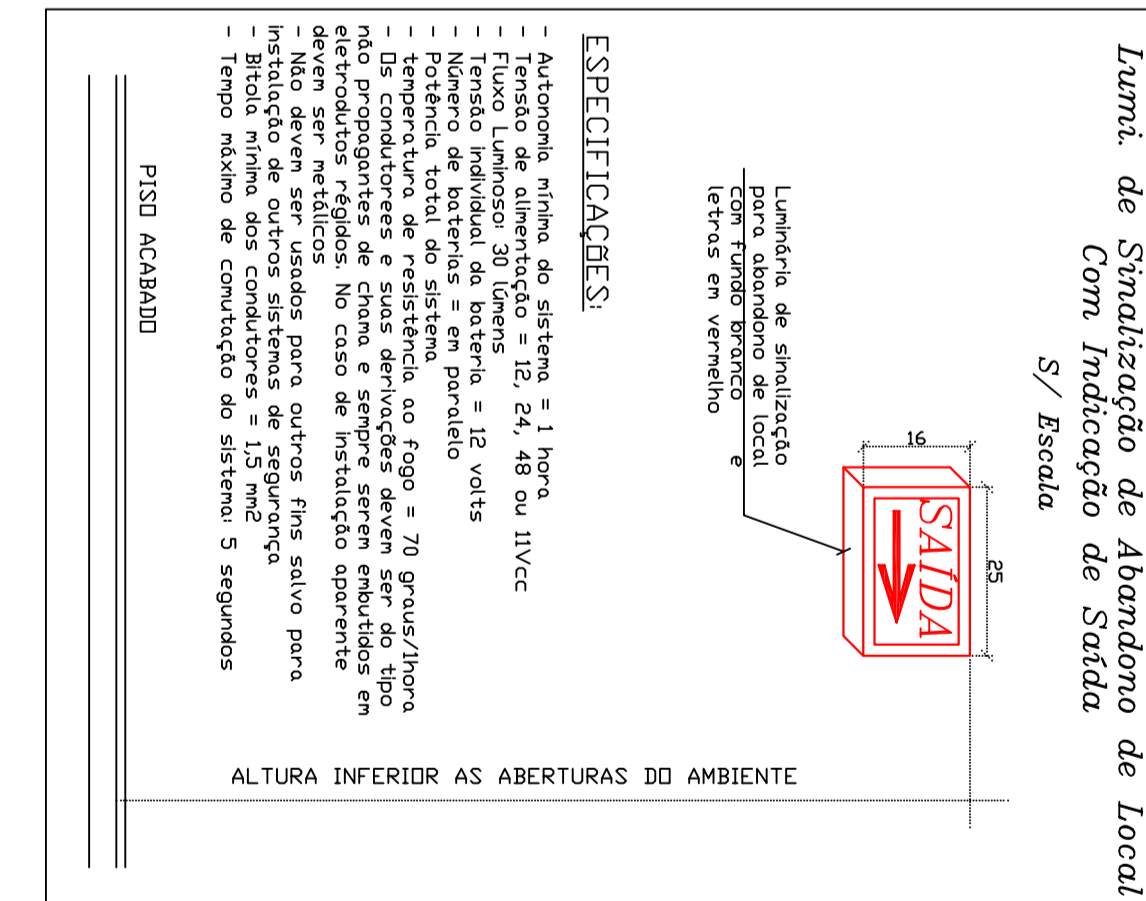 Lumi. de Sinalização de Abandono de Local
Com Indicação de Saída
S/ Escala
25
16
SAÍDA
Luminária de sinalização
para abandono de local
com fundo branco e
letras em vermelho
ESPECIFICAÇÕES:
- Autonomia mínima do sistema = 1 hora
- Tensão de alimentação = 12, 24, 48 ou 11Vcc
- Fluxo Luminoso: 30 lúmens
- Tensão individual da bateria = 12 volts
- Número de baterias = em paralelo
- Potência total do sistema
- temperatura de resistência ao fogo = 70 graus/1hora
- Os condutorees e suas derivações devem ser do tipo
não propagantes de chama e sempre serem embutidos em
eletrodutos régidos. No caso de instalação aparente
devem ser metálicos
- Não devem ser usados para outros fins salvo para
instalação de outros sistemas de segurança
- Bitola mínima dos condutores = 1,5 mm2
- Tempo máximo de comutação do sistema: 5 segundos
ALTURA INFERIOR AS ABERTURAS DO AMBIENTE
PISO ACABADO